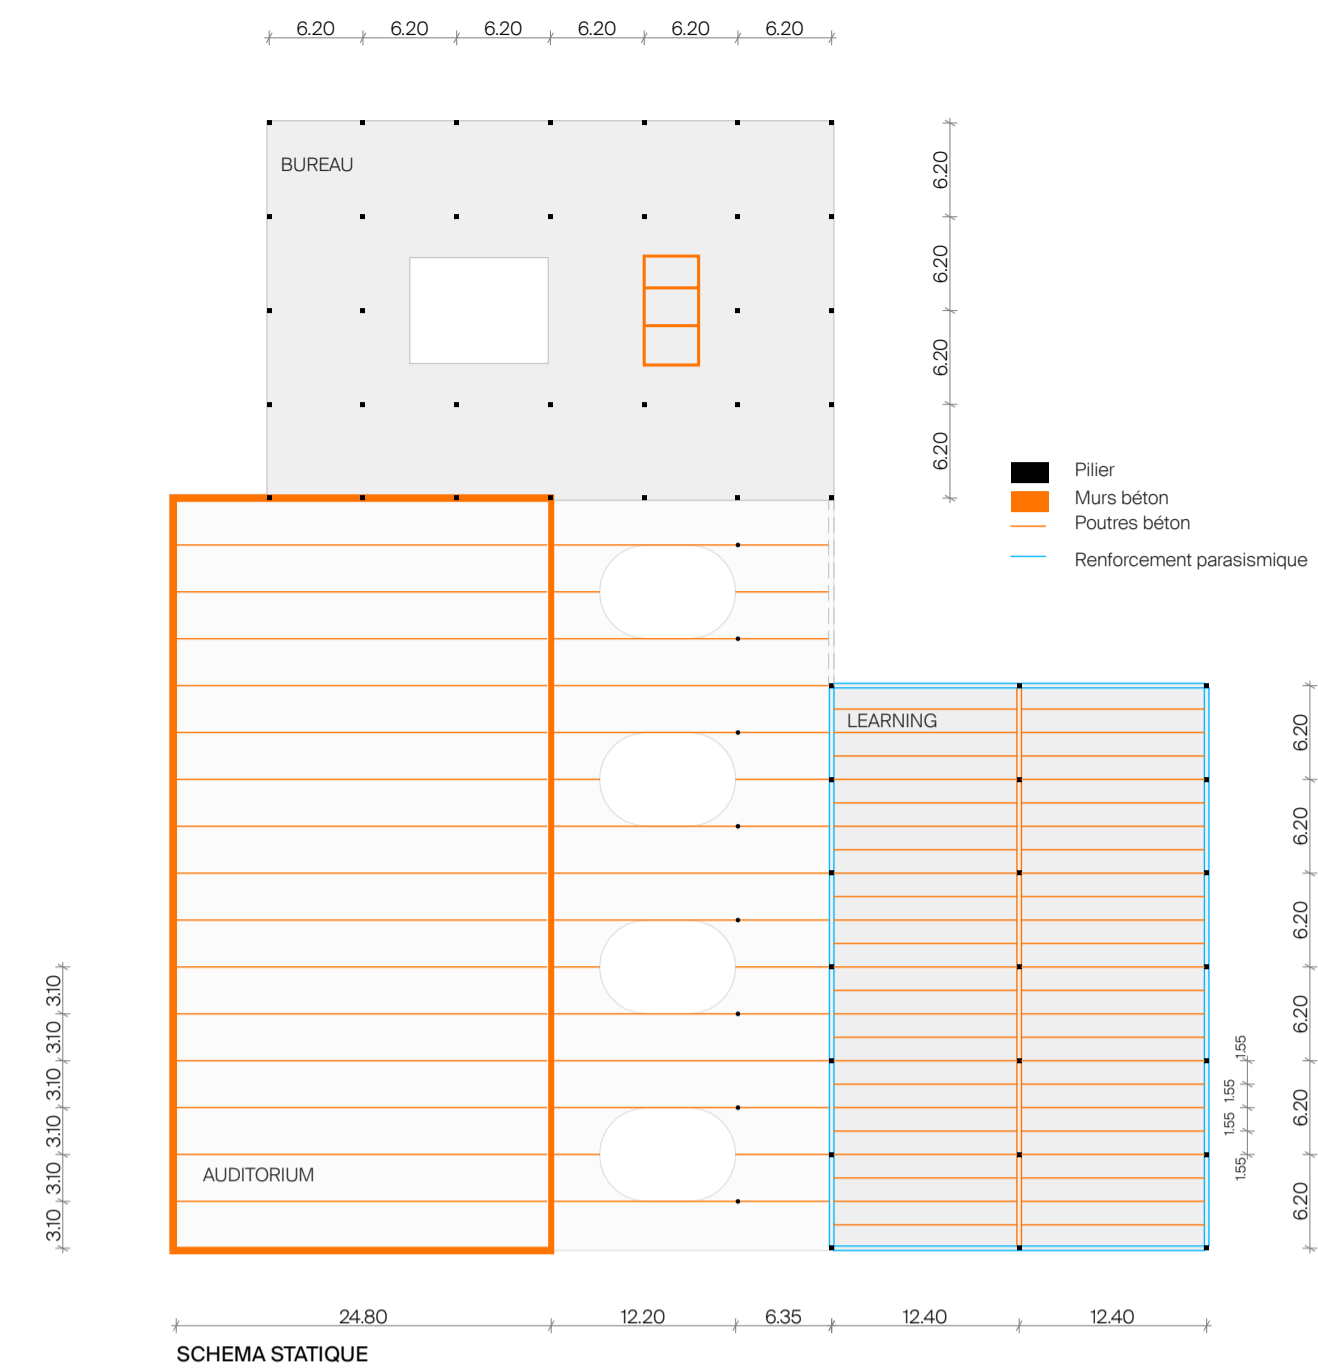 6.20 6.20 6.20 6.20 6.20 6.20
BUREAU
6.20
6.20
6.20
6.20
Pilier
Murs béton
Poutres béton
Renforcement parasismique
LEARNING
6.20
6.20
6.20
6.20
6.20
6.20
3.10
3.10
3.10
3.10
3.10
3.10
1.55
1.55
1.55
1.55
AUDITORIUM
24.80 12.20 6.35 12.40 12.40
SCHEMA STATIQUE